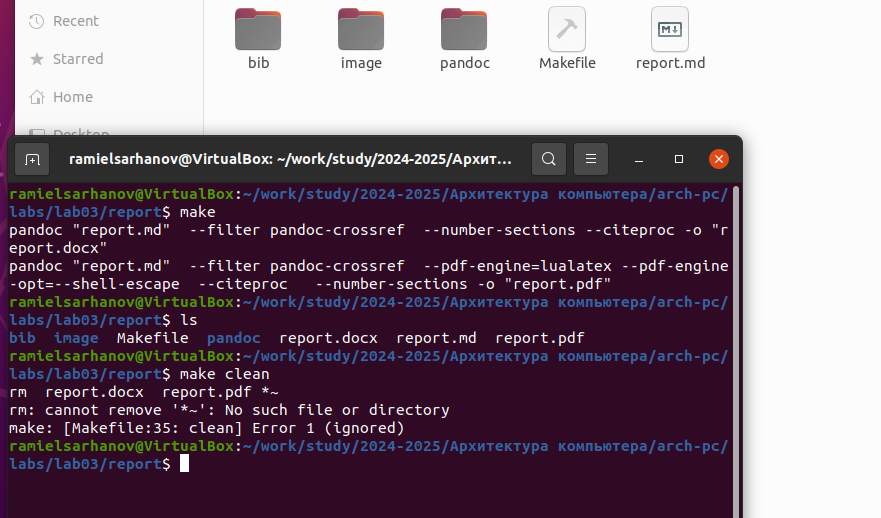 Recent
Starred
Home
Desktop
bib
image
pandoc
Makefile
report.md
ramielsarhanov@VirtualBox: ~/work/study/2024-2025/Архит...
ramielsarhanov@VirtualBox:~/work/study/2024-2025/Архитектура компьютера/arch-pc/
labs/lab03/report$ make
pandoc "report.md"  --filter pandoc-crossref  --number-sections --citeproc -o "r
eport.docx"
pandoc "report.md"  --filter pandoc-crossref  --pdf-engine=lualatex --pdf-engine
-opt=--shell-escape  --citeproc   --number-sections -o "report.pdf"
ramielsarhanov@VirtualBox:~/work/study/2024-2025/Архитектура компьютера/arch-pc/
labs/lab03/report$ ls
bib  image  Makefile  pandoc  report.docx  report.md  report.pdf
ramielsarhanov@VirtualBox:~/work/study/2024-2025/Архитектура компьютера/arch-pc/
labs/lab03/report$ make clean
rm  report.docx  report.pdf *~
rm: cannot remove '*~': No such file or directory
make: [Makefile:35: clean] Error 1 (ignored)
ramielsarhanov@VirtualBox:~/work/study/2024-2025/Архитектура компьютера/arch-pc/
labs/lab03/report$